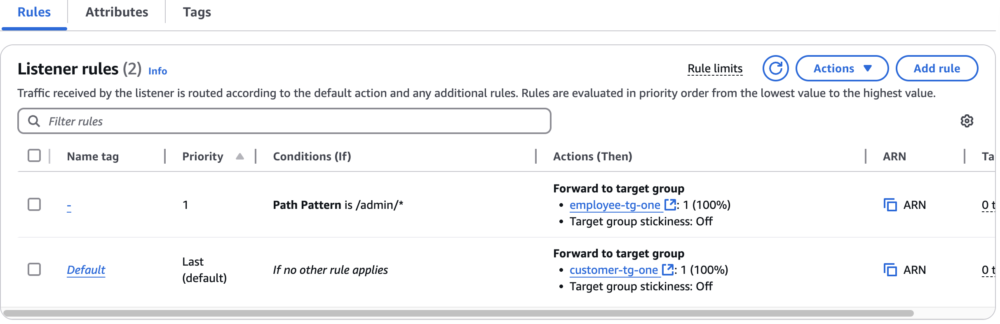 Rules
Attributes
Tags
Listener rules (2) Info
Rule limits
Actions
Add rule
Traffic received by the listener is routed according to the default action and any additional rules. Rules are evaluated in priority order from the lowest value to the highest value.
Filter rules
Name tag
Priority
Conditions (If)
Actions (Then)
ARN
Ta
-
1
Path Pattern is /admin/*
Forward to target group
• employee-tg-one : 1 (100%)
• Target group stickiness: Off
ARN
0 t
Default
Last
(default)
If no other rule applies
Forward to target group
• customer-tg-one : 1 (100%)
• Target group stickiness: Off
ARN
0 t